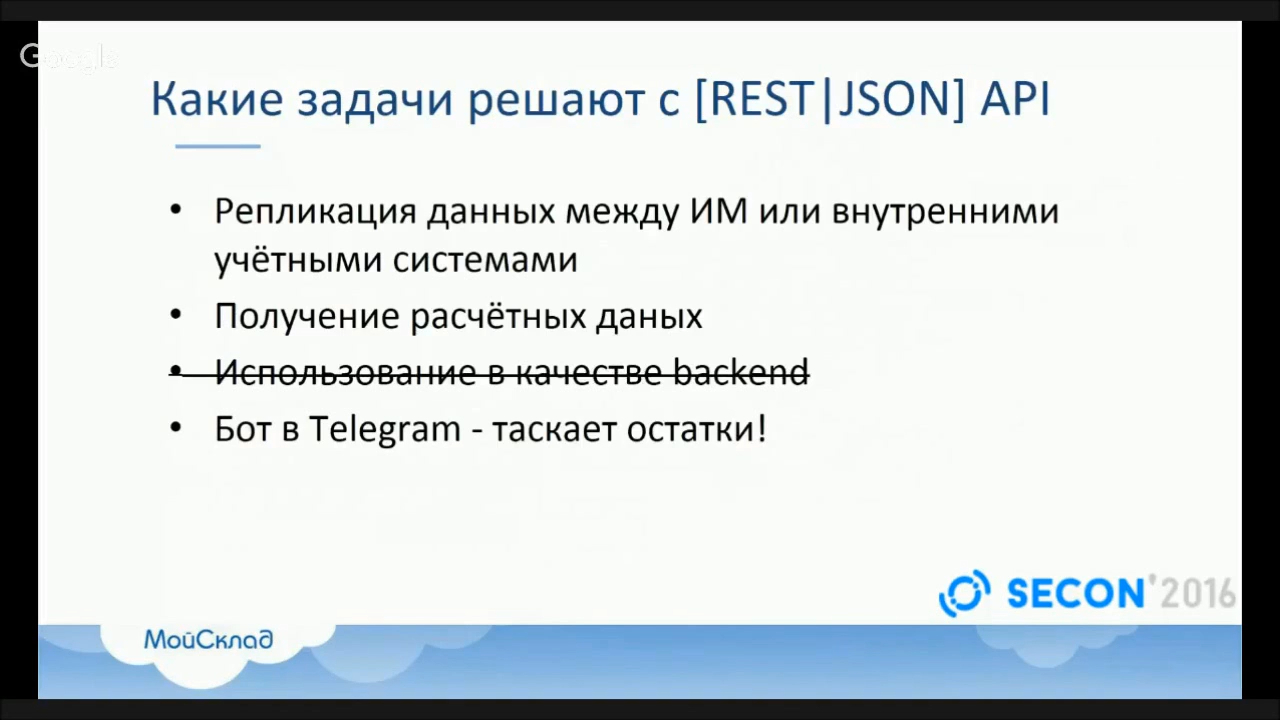 Google
Какие задачи решают с [REST|JSON] API
• Репликация данных между ИМ или внутренними
учётными системами
• Получение расчётных даных
• Использование в качестве backend
• Бот в Telegram - таскает остатки!
SECON'2016
МойСклад